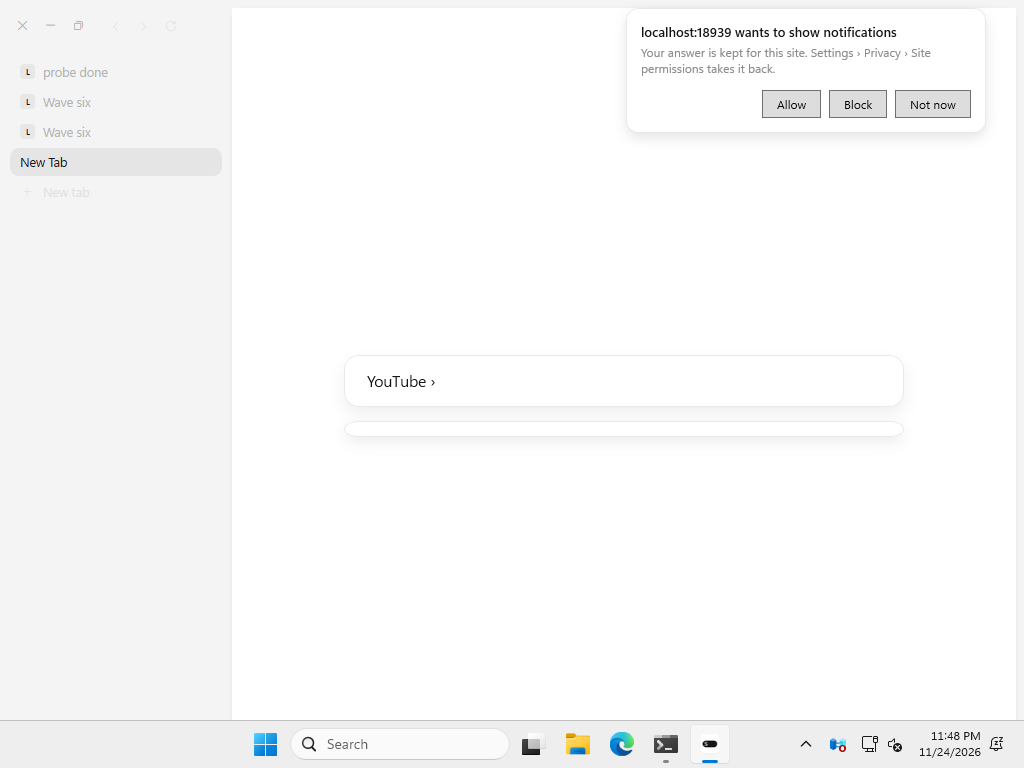 localhost:18939 wants to show notifications
Your answer is kept for this site. Settings › Privacy › Site
permissions takes it back.
Allow
Block
Not now
L probe done
L Wave six
L Wave six
New Tab
+ New tab
YouTube ›
Search
11:48 PM
11/24/2026